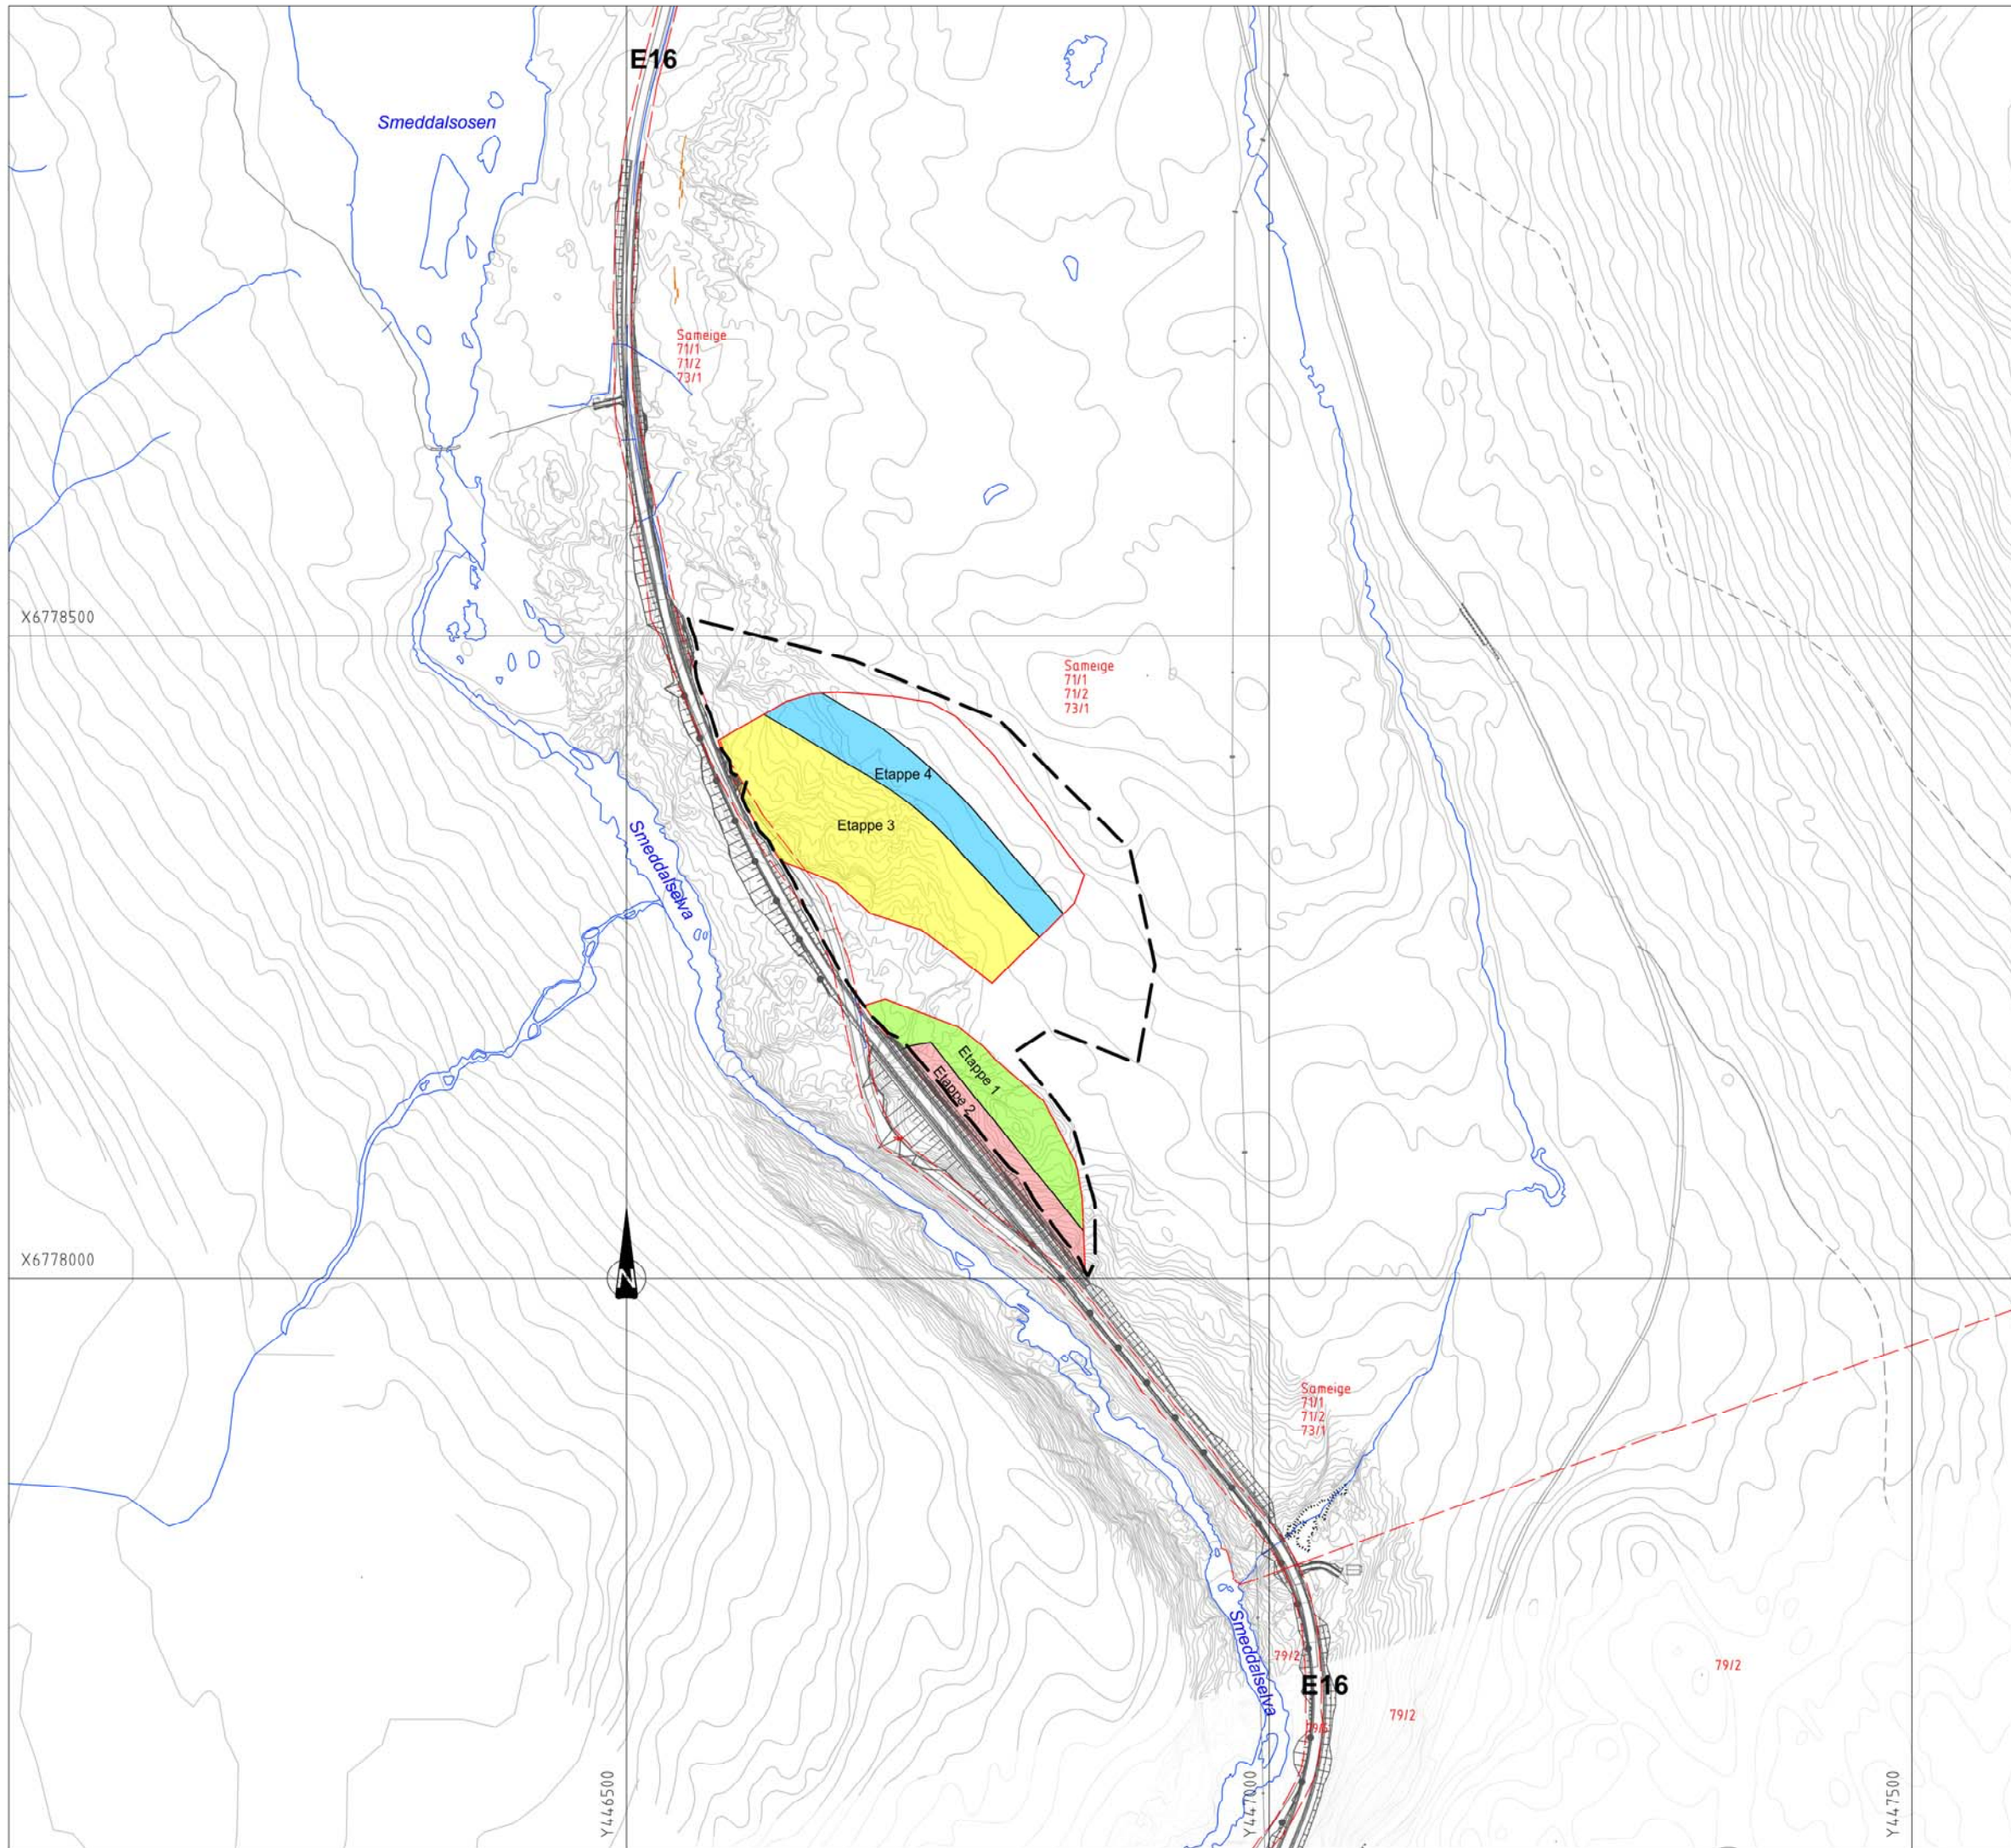 E16
Smeddalsosen
Sameige
71/1
71/2
73/1
X6778500
Sameige
71/1
71/2
73/1
Etappe 4
Etappe 3
Smeddalselva
Etappe 1
Etappe 2
X6778000
N
Sameige
71/1
71/2
73/1
Smeddalselva
79/2
79/2
E16
79/2
Y446500
Y447000
Y447500